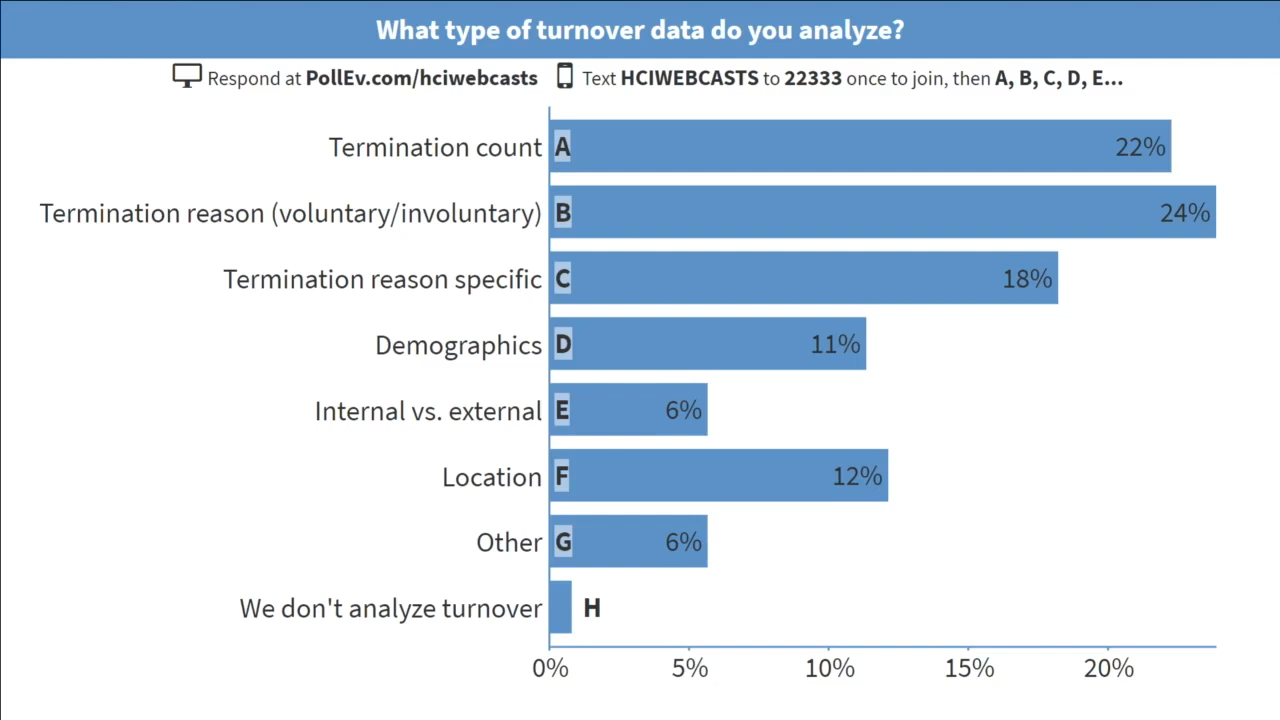 What type of turnover data do you analyze?
Respond at PollEv.com/hciwebcasts Text HCIWEBCASTS to 22333 once to join, then A, B, C, D, E...
Termination count A 22%
Termination reason (voluntary/involuntary) B 24%
Termination reason specific C 18%
Demographics D 11%
Internal vs. external E 6%
Location F 12%
Other G 6%
We don't analyze turnover H
0% 5% 10% 15% 20%